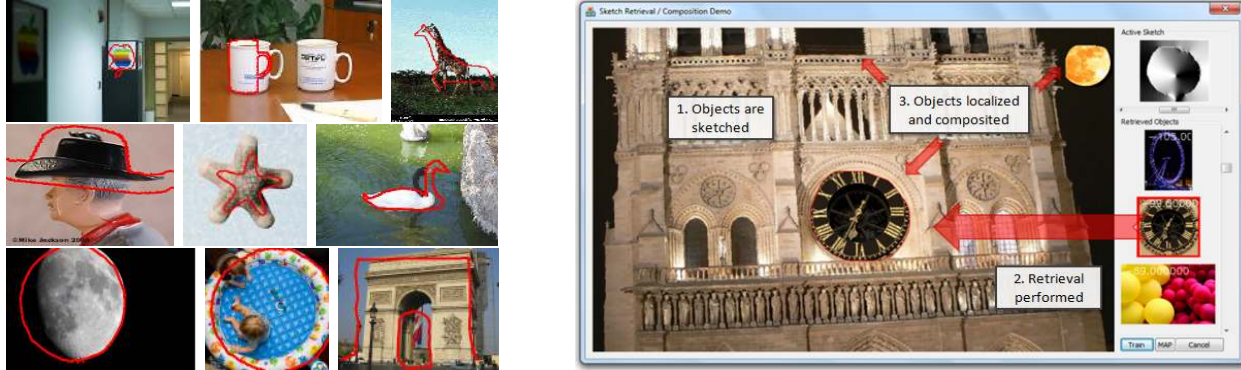 ©Mike Jackson
Sketch Retrieval / Composition Demo
Active Sketch
1. Objects are
sketched
3. Objects localized
and composited
Retrieved Objects
2. Retrieval
performed
Train
MAP
Cancel